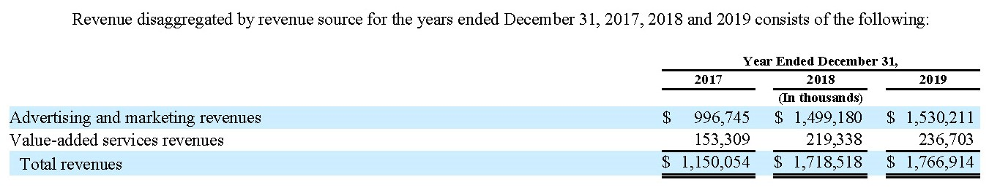 Revenue disaggregated by revenue source for the years ended December 31, 2017, 2018 and 2019 consists of the following:
Year Ended December 31,
2017 2018 2019
(In thousands)
Advertising and marketing revenues $ 996,745 $ 1,499,180 $ 1,530,211
Value-added services revenues 153,309 219,338 236,703
Total revenues $ 1,150,054 $ 1,718,518 $ 1,766,914